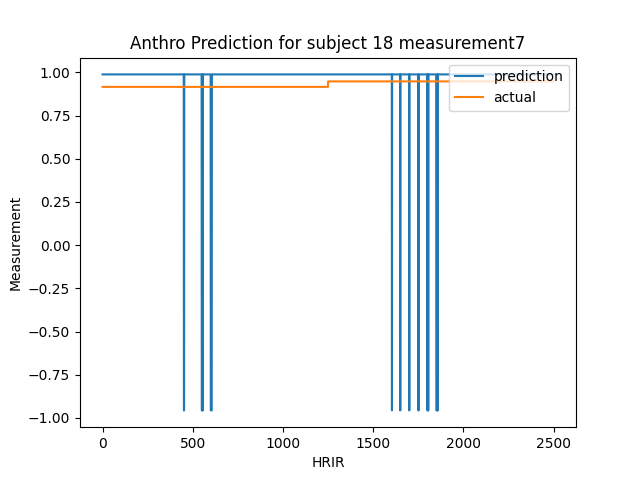 Anthro Prediction for subject 18 measurement7
1.00
0.75
0.50
0.25
0.00
−0.25
−0.50
−0.75
−1.00
Measurement
prediction
actual
0 500 1000 1500 2000 2500
HRIR